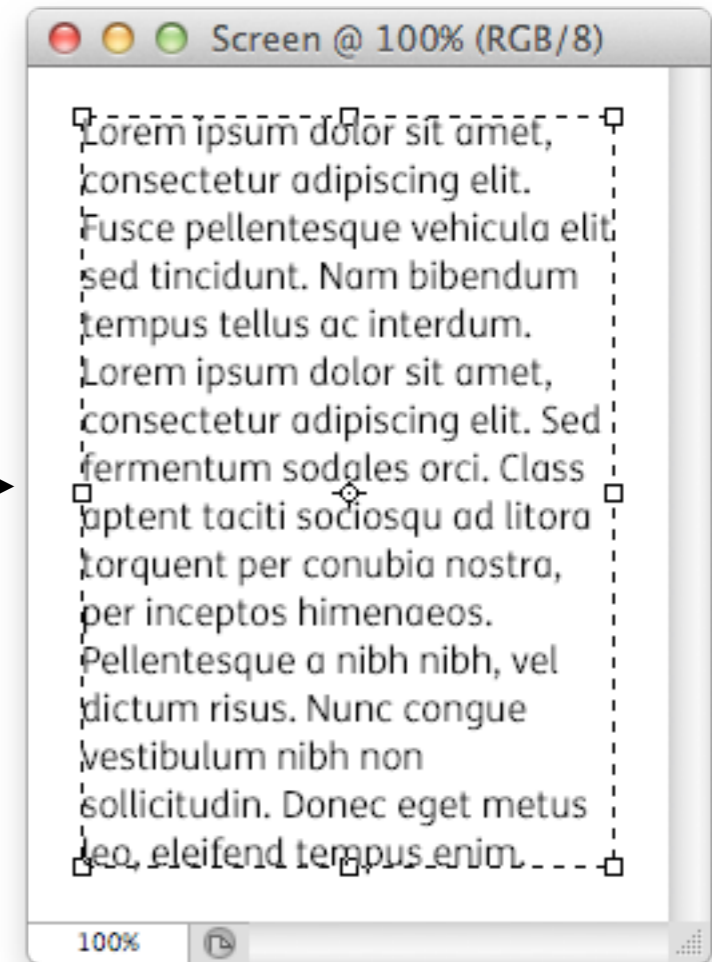 Screen @ 100% (RGB/8)
Lorem ipsum dolor sit amet,
consectetur adipiscing elit.
Fusce pellentesque vehicula elit
sed tincidunt. Nam bibendum
tempus tellus ac interdum.
Lorem ipsum dolor sit amet,
consectetur adipiscing elit. Sed
fermentum sodales orci. Class
aptent taciti sociosqu ad litora
torquent per conubia nostra,
per inceptos himenaeos.
Pellentesque a nibh nibh, vel
dictum risus. Nunc congue
vestibulum nibh non
sollicitudin. Donec eget metus
leo, eleifend tempus enim.
100%